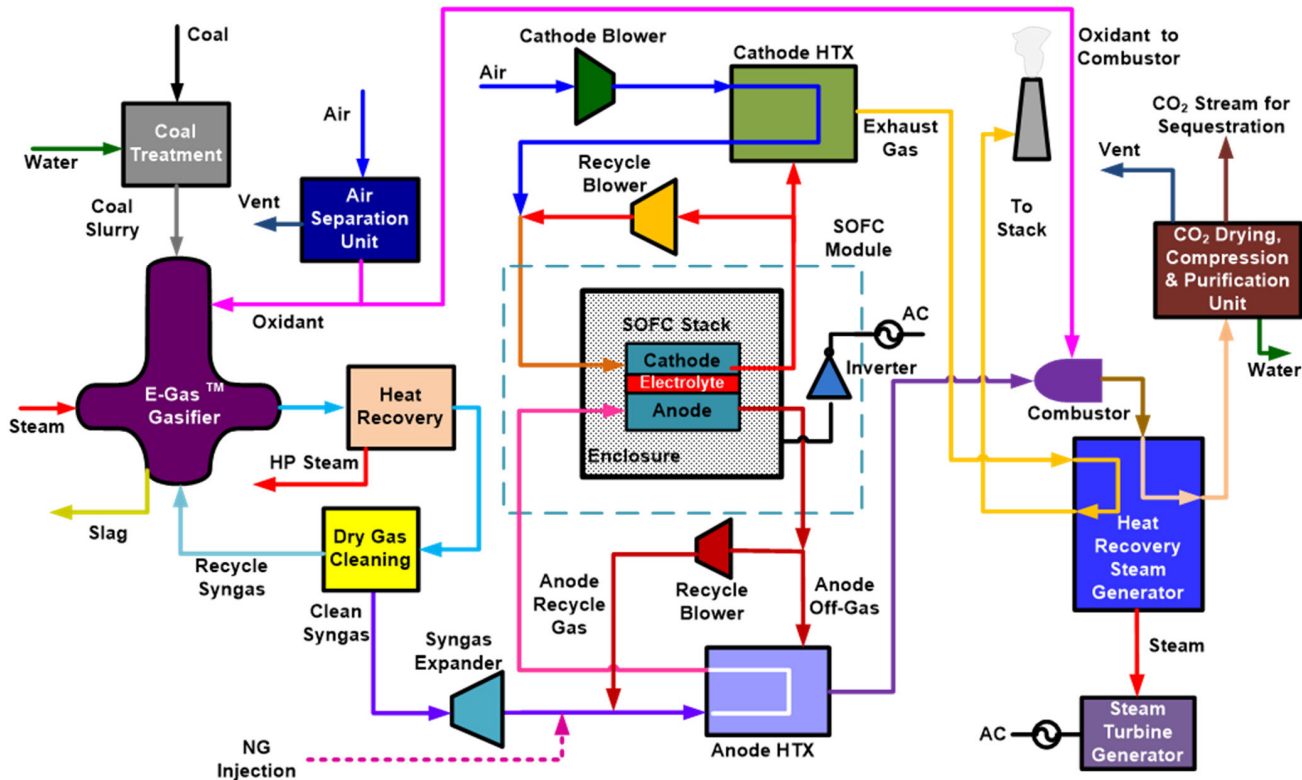 Coal
Cathode Blower
Cathode HTX
Oxidant to
Combustor
Air
Air
CO₂ Stream for
Sequestration
Coal
Treatment
Water
Exhaust
Gas
Vent
Recycle
Blower
Vent
Air
Separation
Unit
Coal
Slurry
To
Stack
SOFC
Module
CO₂ Drying,
Compression
& Purification
Unit
Oxidant
SOFC Stack
AC
Cathode
Electrolyte
Anode
Inverter
Water
E-Gas ™
Gasifier
Heat
Recovery
Steam
Combustor
HP Steam
Enclosure
Slag
Dry Gas
Cleaning
Heat
Recovery
Steam
Generator
Recycle
Syngas
Anode
Recycle
Gas
Recycle
Blower
Anode
Off-Gas
Clean
Syngas
Syngas
Expander
Steam
Steam
Turbine
Generator
AC
NG
Injection
Anode HTX